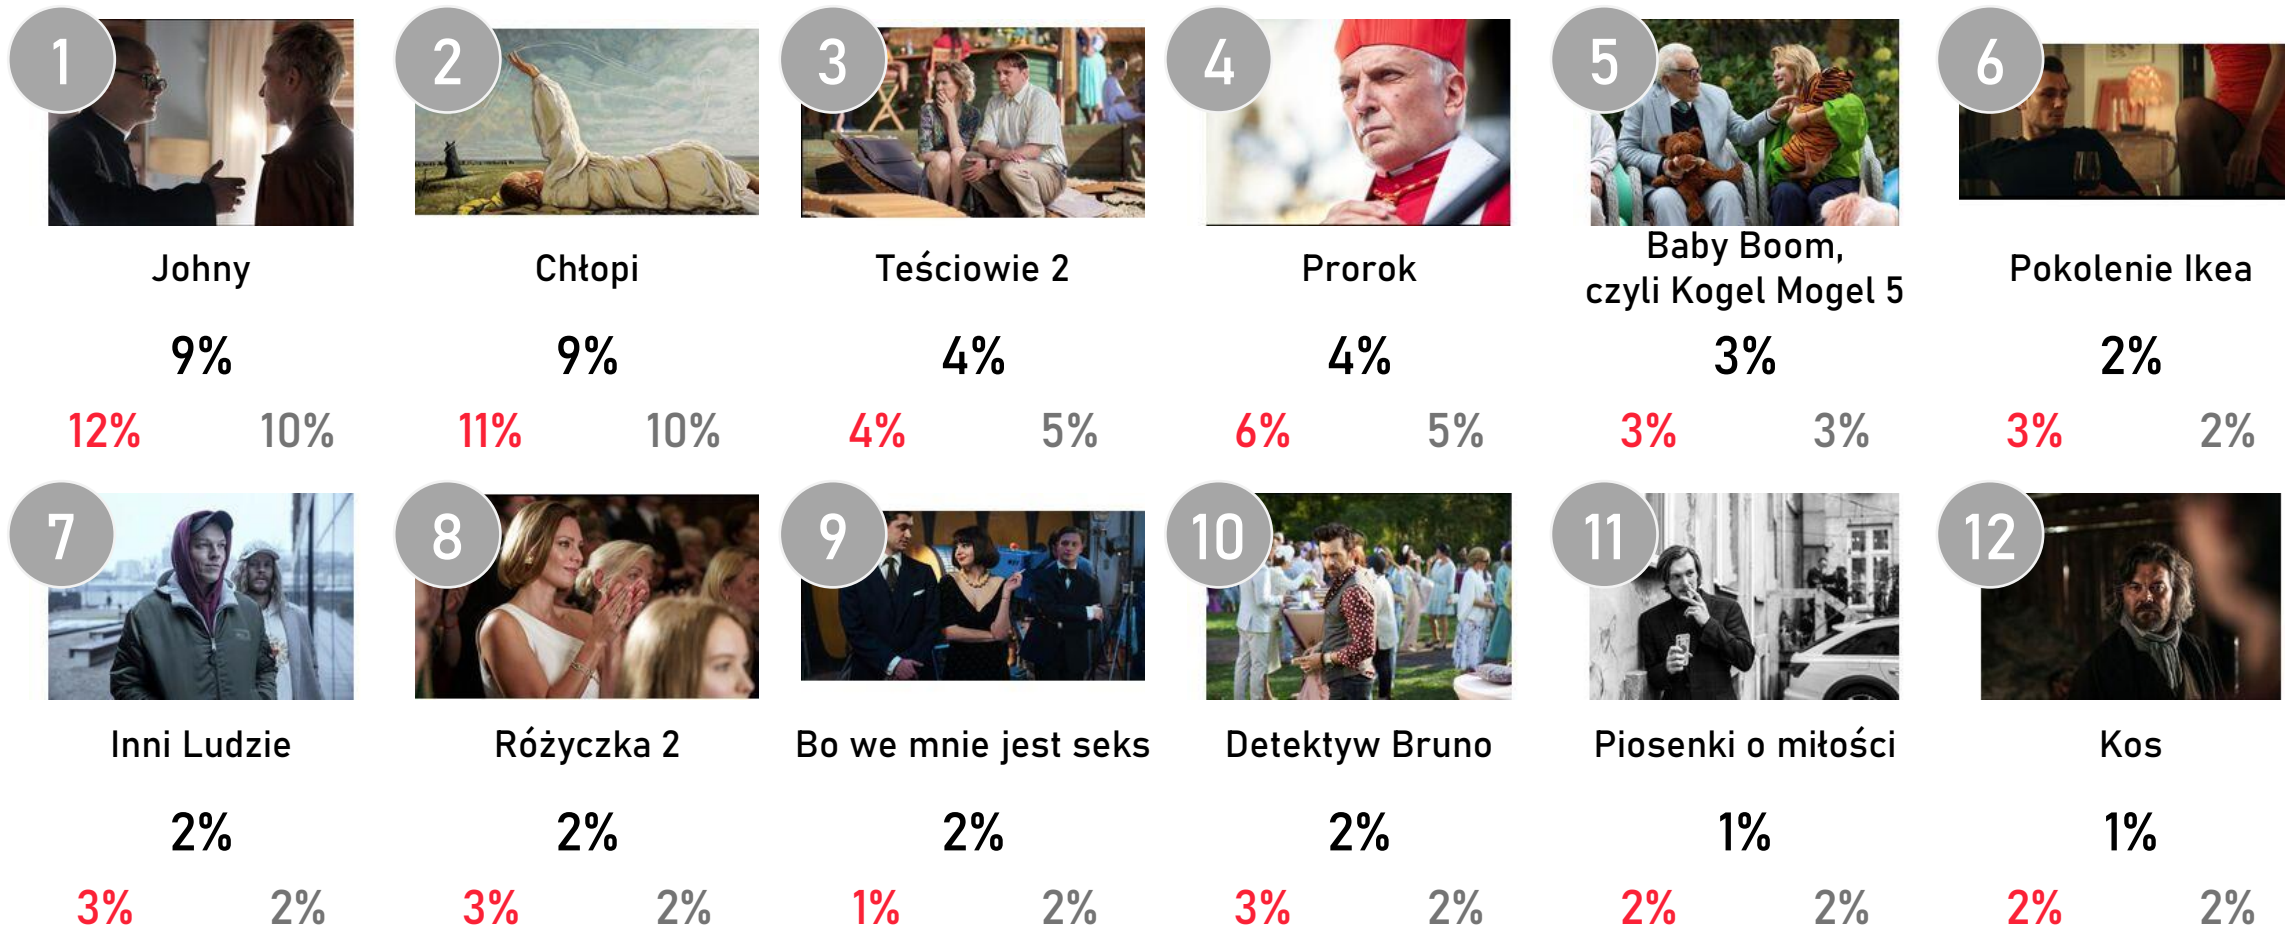 1
2
3
4
5
6
Johny
Chłopi
Teściowie 2
Prorok
Baby Boom,
czyli Kogel Mogel 5
Pokolenie Ikea
9%
9%
4%
4%
3%
2%
12% 10%
11% 10%
4% 5%
6% 5%
3% 3%
3% 2%
7
8
9
10
11
12
Inni Ludzie
Różyczka 2
Bo we mnie jest seks
Detektyw Bruno
Piosenki o miłości
Kos
2%
2%
2%
2%
1%
1%
3% 2%
3% 2%
1% 2%
3% 2%
2% 2%
2% 2%